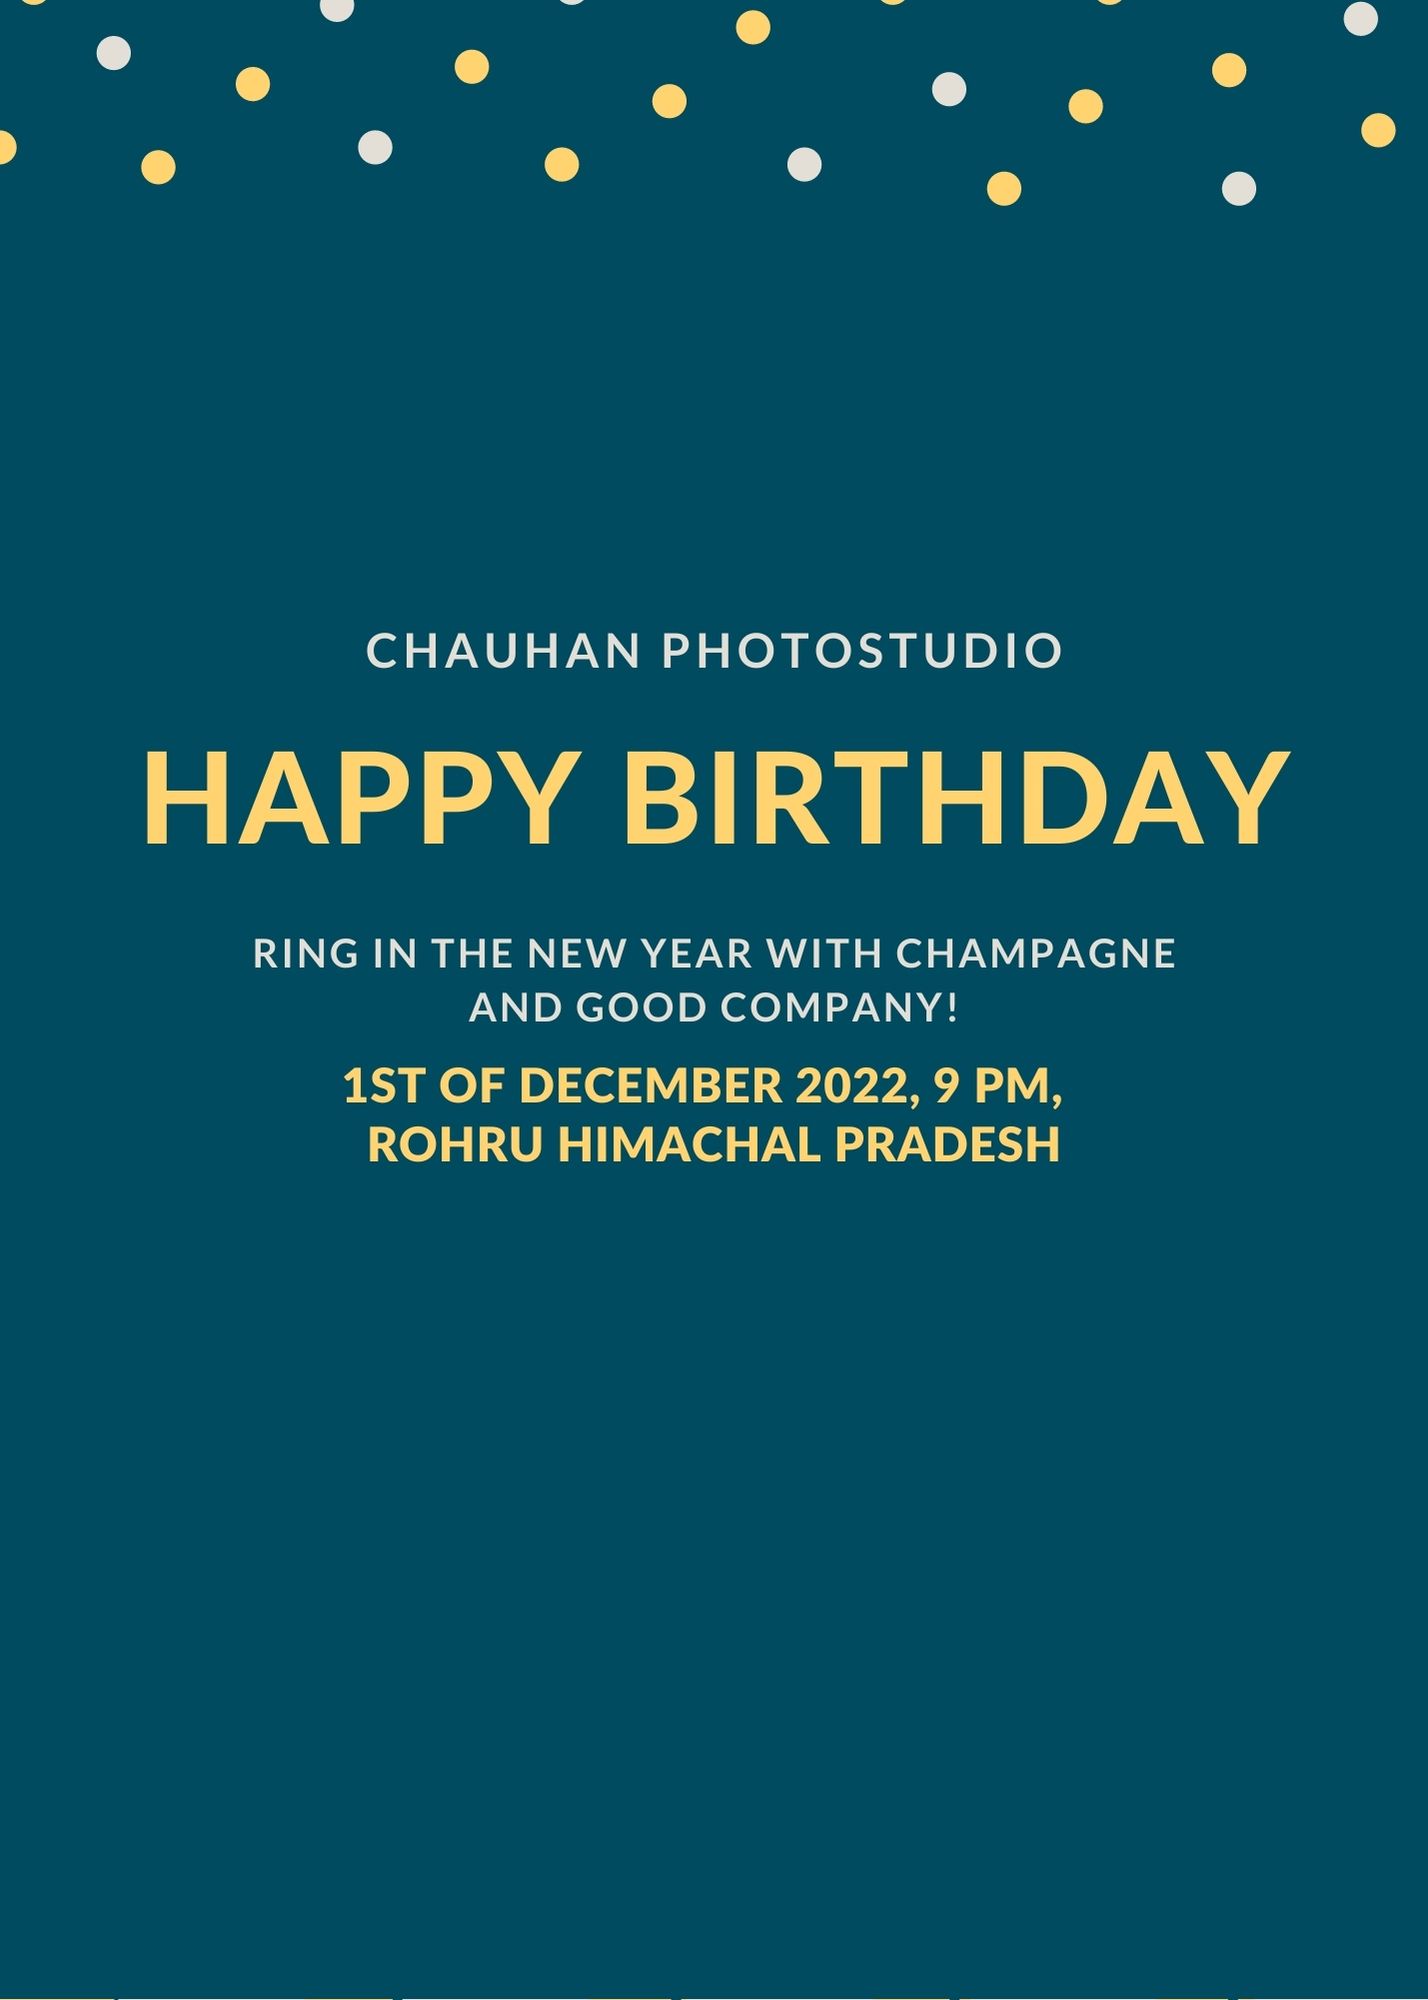 CHAUHAN PHOTOSTUDIO
HAPPY BIRTHDAY
RING IN THE NEW YEAR WITH CHAMPAGNE
AND GOOD COMPANY!
1ST OF DECEMBER 2022, 9 PM,
ROHRU HIMACHAL PRADESH